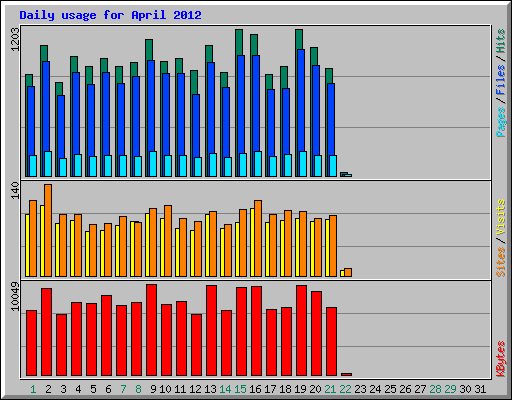 Daily usage for April 2012
1203
Pages/Files/Hits
140
Sites/Visits
10049
KBytes
1 2 3 4 5 6 7 8 9 10 11 12 13 14 15 16 17 18 19 20 21 22 23 24 25 26 27 28 29 30 31